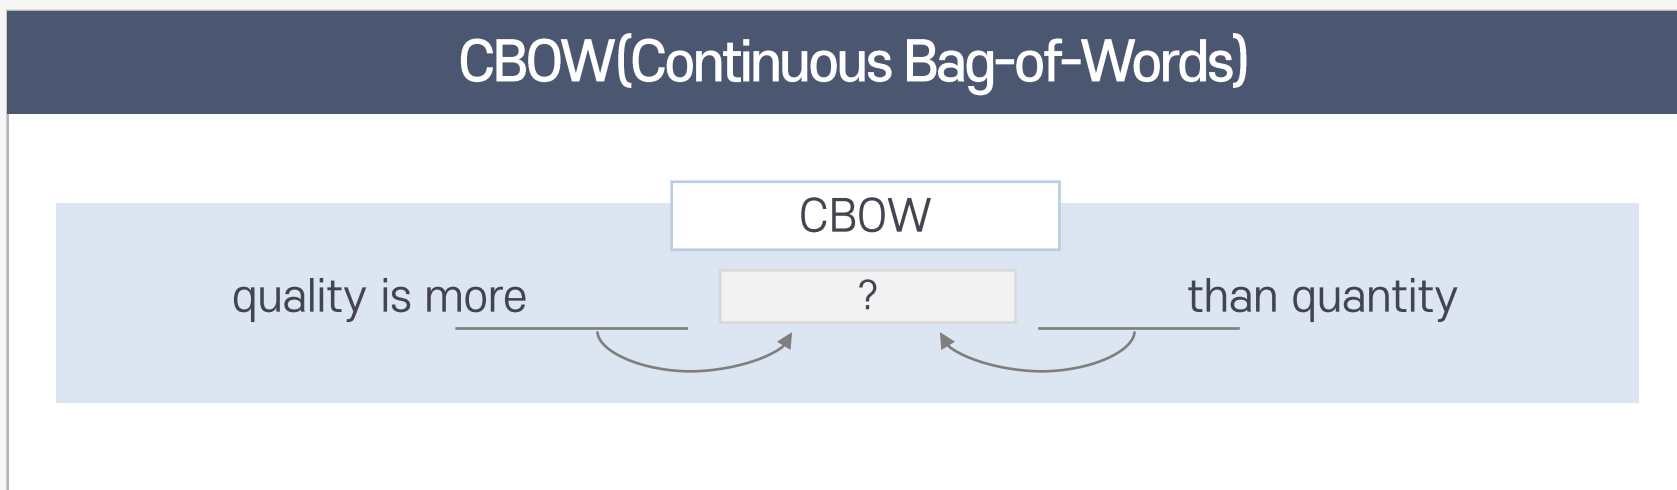 CBOW(Continuous Bag-of-Words)
CBOW
quality is more ? than quantity